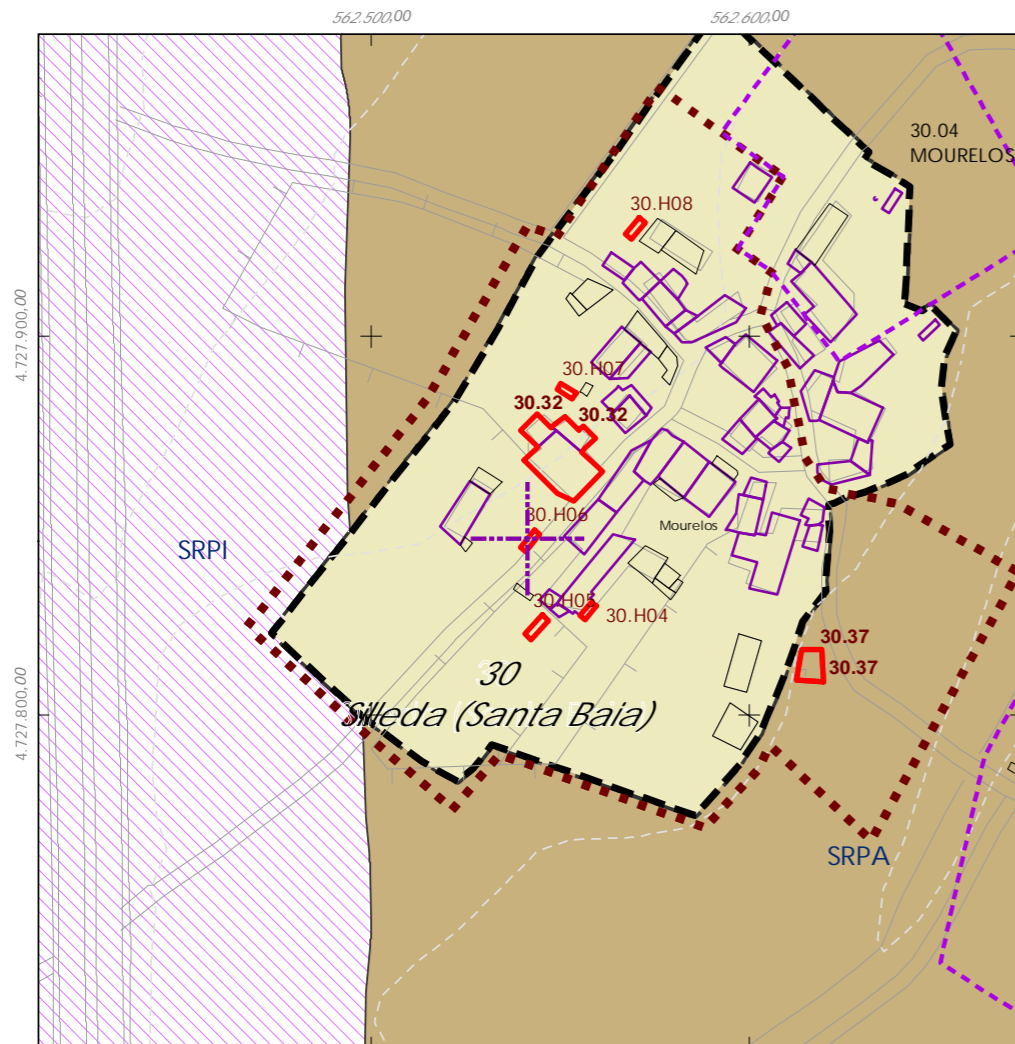 562.500,00
562.600,00
30.04
MOURELOS
30.H08
4.727.900,00
30.H07
30.32
30.32
30.H06
Mourelos
SRPI
30.H05
30.H04
30.37
30.37
30
Silleda (Santa Baia)
4.727.800,00
SRPA